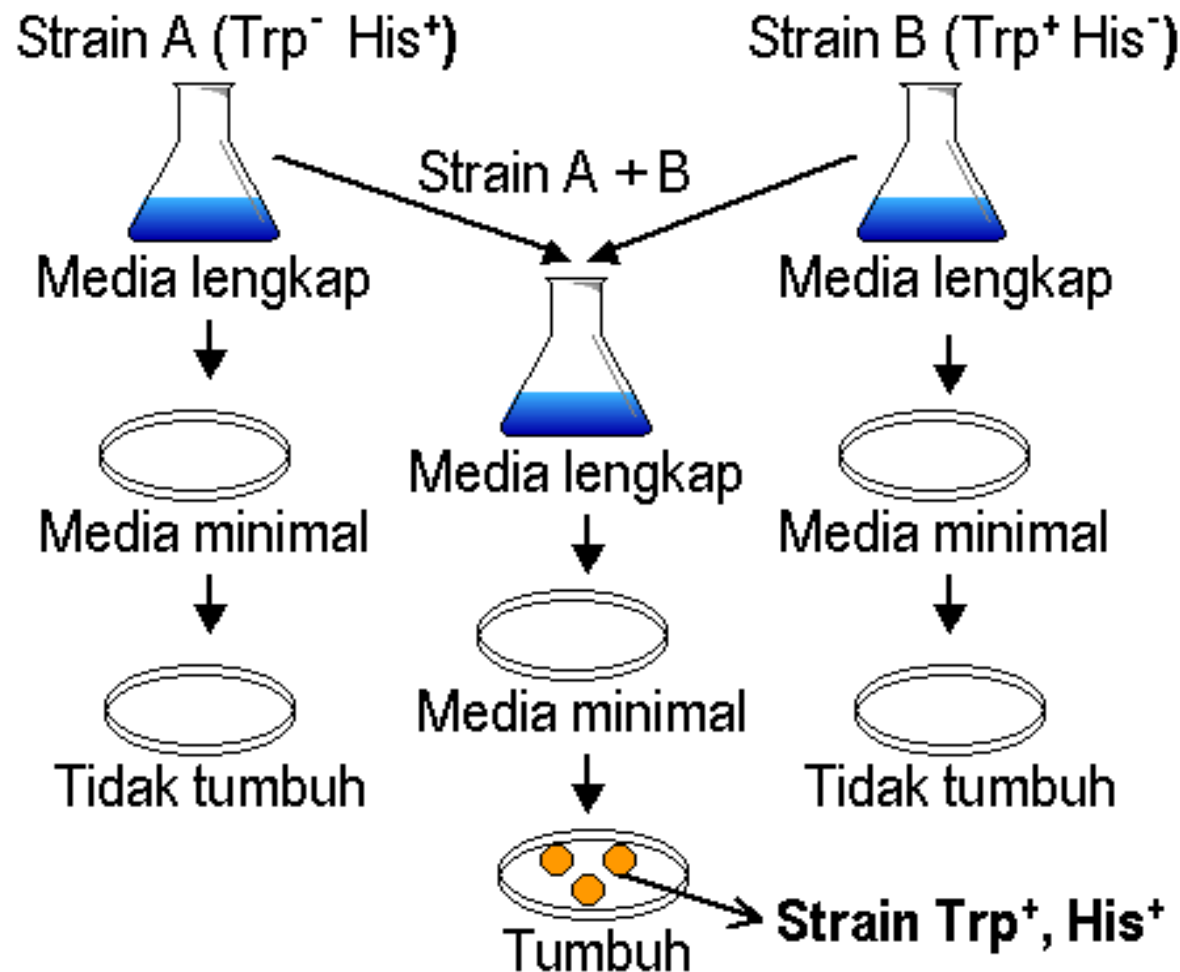 Strain A (Trp⁻ His⁺)
Strain B (Trp⁺ His⁻)
Strain A + B
Media lengkap
Media lengkap
Media lengkap
Media minimal
Media minimal
Media minimal
Tidak tumbuh
Tidak tumbuh
Strain Trp⁺, His⁺
Tumbuh